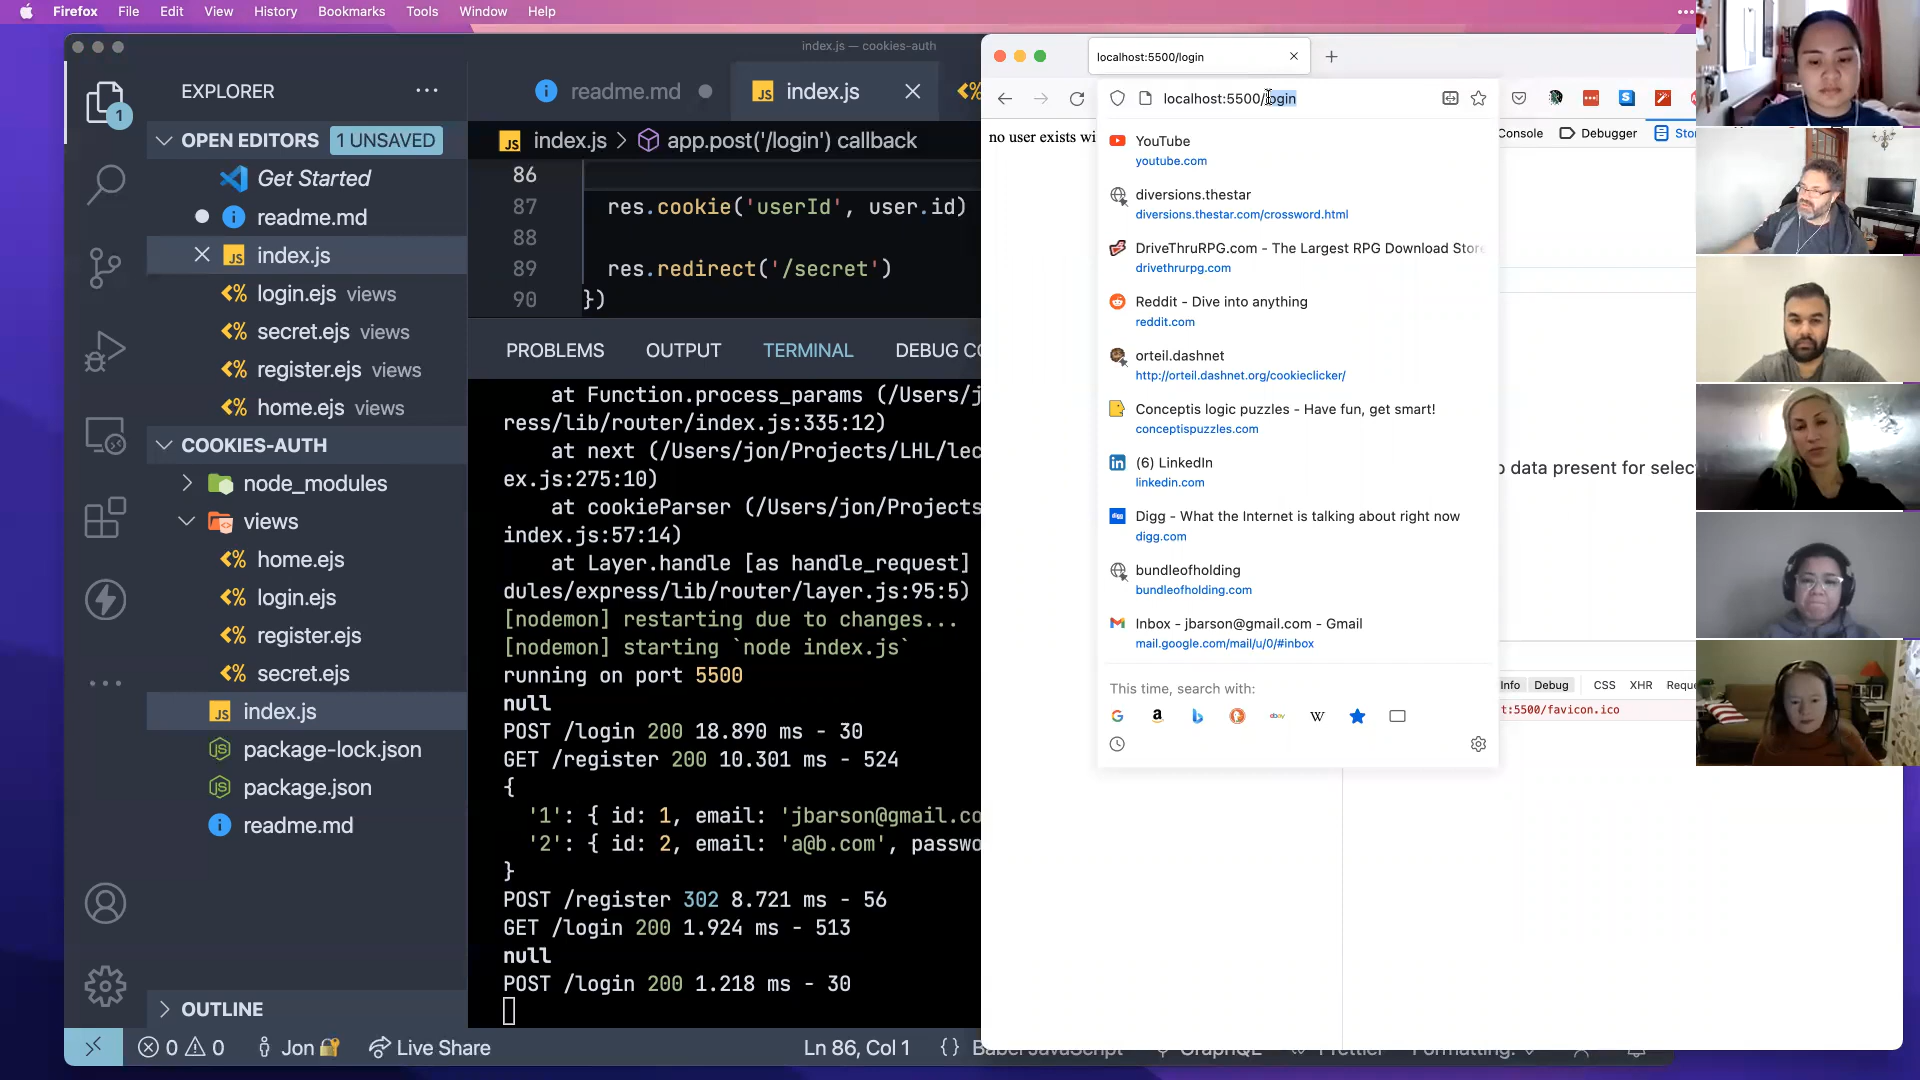 Firefox File Edit View History Bookmarks Tools Window Help
index.js — cookies-auth
EXPLORER
OPEN EDITORS 1 UNSAVED
Get Started
readme.md
index.js
login.ejs views
secret.ejs views
register.ejs views
home.ejs views
COOKIES-AUTH
node_modules
views
home.ejs
login.ejs
register.ejs
secret.ejs
index.js
package-lock.json
package.json
readme.md
OUTLINE
1
readme.md
index.js
index.js > app.post('/login') callback
86
87 res.cookie('userId', user.id)
88
89 res.redirect('/secret')
90 })
PROBLEMS OUTPUT TERMINAL DEBUG CO
at Function.process_params (/Users/j
ress/lib/router/index.js:335:12)
at next (/Users/jon/Projects/LHL/lec
ex.js:275:10)
at cookieParser (/Users/jon/Projects
index.js:57:14)
at Layer.handle [as handle_request]
dules/express/lib/router/layer.js:95:5)
[nodemon] restarting due to changes...
[nodemon] starting `node index.js`
running on port 5500
null
POST /login 200 18.890 ms - 30
GET /register 200 10.301 ms - 524
{
'1': { id: 1, email: 'jbarson@gmail.co
'2': { id: 2, email: 'a@b.com', passwo
}
POST /register 302 8.721 ms - 56
GET /login 200 1.924 ms - 513
null
POST /login 200 1.218 ms - 30
0 0 Jon Live Share Ln 86, Col 1 {} Babel JavaScript GraphQL Prettier Formatting:
localhost:5500/login
localhost:5500/login
no user exists wi
Console Debugger Sto
YouTube
youtube.com
diversions.thestar
diversions.thestar.com/crossword.html
DriveThruRPG.com - The Largest RPG Download Store
drivethrurpg.com
Reddit - Dive into anything
reddit.com
orteil.dashnet
http://orteil.dashnet.org/cookieclicker/
Conceptis logic puzzles - Have fun, get smart!
conceptispuzzles.com
(6) LinkedIn
linkedin.com
Digg - What the Internet is talking about right now
digg.com
bundleofholding
bundleofholding.com
Inbox - jbarson@gmail.com - Gmail
mail.google.com/mail/u/0/#inbox
This time, search with:
data present for selec
Info Debug CSS XHR Reque
t:5500/favicon.ico